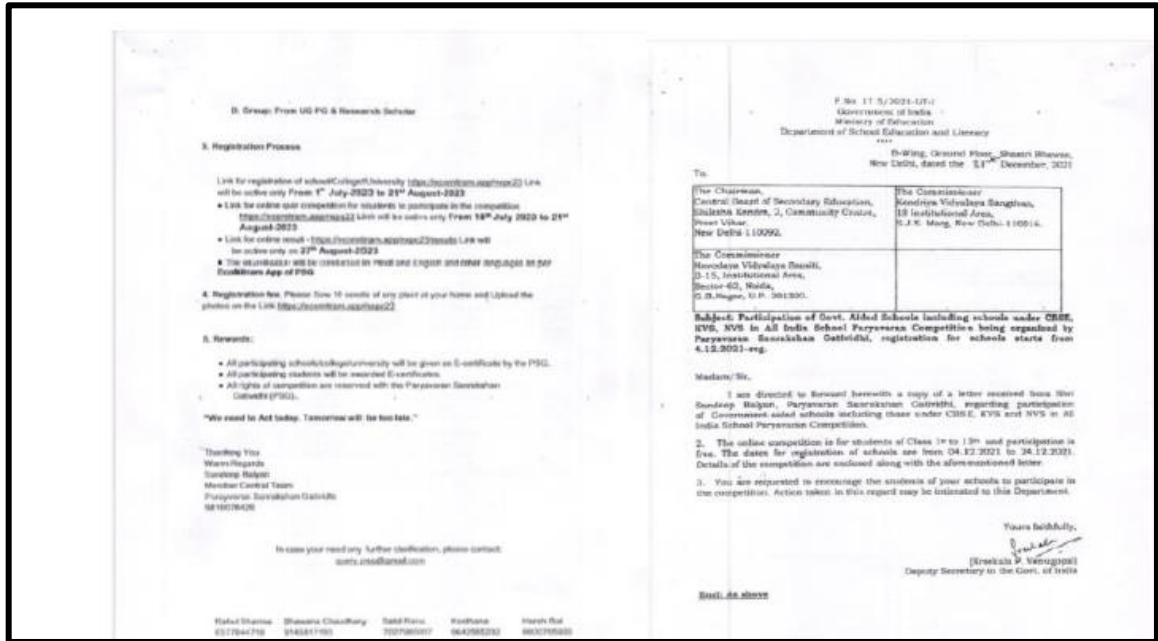 D. Group: From UG PG & Research Scholar
3. Registration Process
Link for registration of school/College/University https://ecomitram.app/nspc23 Link
will be active only From 1st July-2023 to 21st August-2023
• Link for online quiz competition for students to participate in the competition
https://ecomitram.app/nspc23 Link will be active only From 10th July 2023 to 21st
August-2023
• Link for online result - https://ecomitram.app/nspc23/results Link will
be active only on 27th August-2023
• The examination will be conducted in Hindi and English and other languages as per
EcoMitram App of PSG
4. Registration fee. Please Sow 10 seeds of any plant at your home and Upload the
photos on the Link https://ecomitram.app/nspc23
5. Rewards:
• All participating schools/college/university will be given an E-certificate by the PSG.
• All participating students will be awarded E-certificates.
• All rights of competition are reserved with the Paryavaran Sanrakshan
Gatividhi (PSG).
"We need to Act today. Tomorrow will be too late."
Thanking You
Warm Regards
Sandeep Balyan
Member Central Team
Paryavaran Sanrakshan Gatividhi
In case your need any further clarification, please contact:
Rahul Sharma Bhawana Chaudhary
F.No. 17-5/2021-
Government of India
Ministry of Education
Department of School Education and Literacy
****
D-Wing, Ground Floor, Shastri Bhawan,
New Delhi, dated the December, 2021
To,
The Chairman,
Central Board of Secondary Education,
Shiksha Kendra, 2, Community Centre,
Preet Vihar,
New Delhi-110092.
The Commissioner
Kendriya Vidyalaya Sangthan,
18 Institutional Area,
S.J.S. Marg, New Delhi-110016.
The Commissioner
Navodaya Vidyalaya Samiti,
B-15, Institutional Area,
Sector-62, Noida,
G.B.Nagar, U.P. 201309.
Subject: Participation of Govt. Aided Schools including schools under CBSE,
KVS, NVS in All India School Paryavaran Competition being organized by
Paryavaran Sanrakshan Gatividhi, registration for schools starts from
4.12.2021-reg.
Madam/Sir,
I am directed to forward herewith a copy of a letter received from Shri
Sandeep Balyan, Paryavaran Sanrakshan Gatividhi, regarding participation
of Government aided schools including those under CBSE, KVS and NVS in All
India School Paryavaran Competition.
2. The online competition is for students of Class 1st to 12th and participation is
free. The dates for registration of schools are from 04.12.2021 to 24.12.2021.
Details of the competition are enclosed along with the aforementioned letter.
3. You are requested to encourage the students of your schools to participate in
the competition. Action taken in this regard may be intimated to this Department.
Yours faithfully,
[Sreekala P. Venugopal]
Deputy Secretary to the Govt. of India
Encl: As above